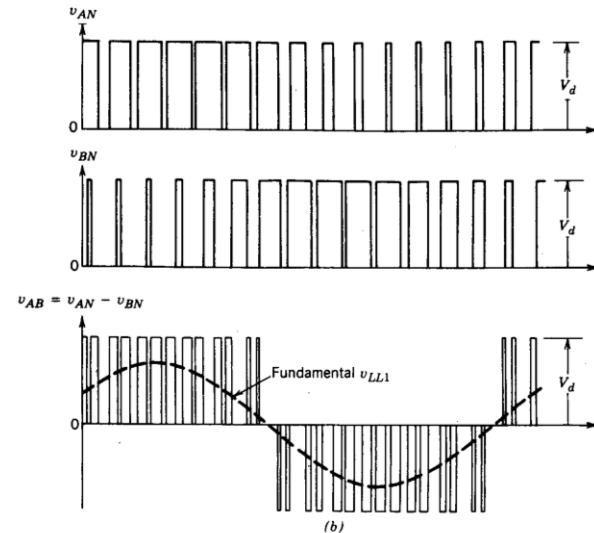 v_AN
V_d
0
v_BN
V_d
0
v_AB = v_AN − v_BN
Fundamental v_LL1
V_d
0
(b)